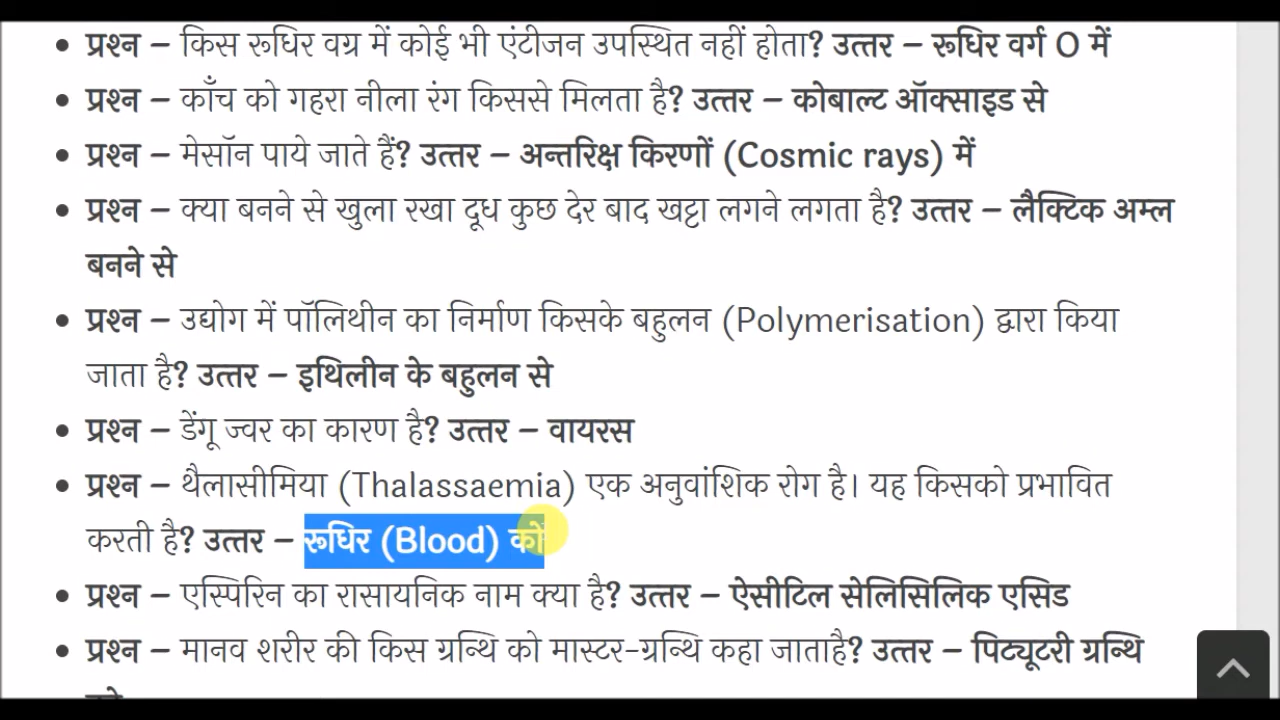 • प्रश्न – किस रूधिर वग्र में कोई भी एंटीजन उपस्थित नहीं होता? उत्तर – रूधिर वर्ग O में
• प्रश्न – काँच को गहरा नीला रंग किससे मिलता है? उत्तर – कोबाल्ट ऑक्साइड से
• प्रश्न – मेसॉन पाये जाते हैं? उत्तर – अन्तरिक्ष किरणों (Cosmic rays) में
• प्रश्न – क्या बनने से खुला रखा दूध कुछ देर बाद खट्टा लगने लगता है? उत्तर – लैक्टिक अम्ल
बनने से
• प्रश्न – उद्योग में पॉलिथीन का निर्माण किसके बहुलन (Polymerisation) द्वारा किया
जाता है? उत्तर – इथिलीन के बहुलन से
• प्रश्न – डेंगू ज्वर का कारण है? उत्तर – वायरस
• प्रश्न – थैलासीमिया (Thalassaemia) एक अनुवांशिक रोग है। यह किसको प्रभावित
करती है? उत्तर – रूधिर (Blood) को
• प्रश्न – एस्पिरिन का रासायनिक नाम क्या है? उत्तर – ऐसीटिल सेलिसिलिक एसिड
• प्रश्न – मानव शरीर की किस ग्रन्थि को मास्टर-ग्रन्थि कहा जाताहै? उत्तर – पिट्यूटरी ग्रन्थि